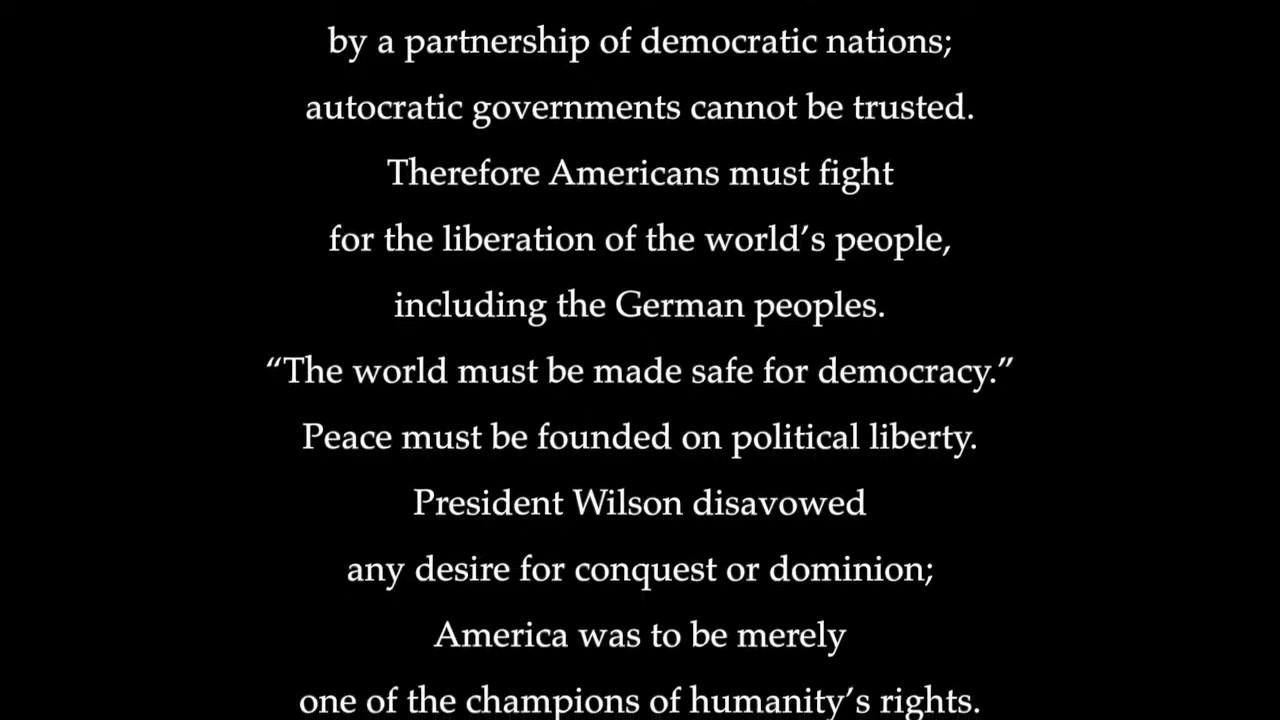 by a partnership of democratic nations;
autocratic governments cannot be trusted.
Therefore Americans must fight
for the liberation of the world’s people,
including the German peoples.
“The world must be made safe for democracy.”
Peace must be founded on political liberty.
President Wilson disavowed
any desire for conquest or dominion;
America was to be merely
one of the champions of humanity’s rights.